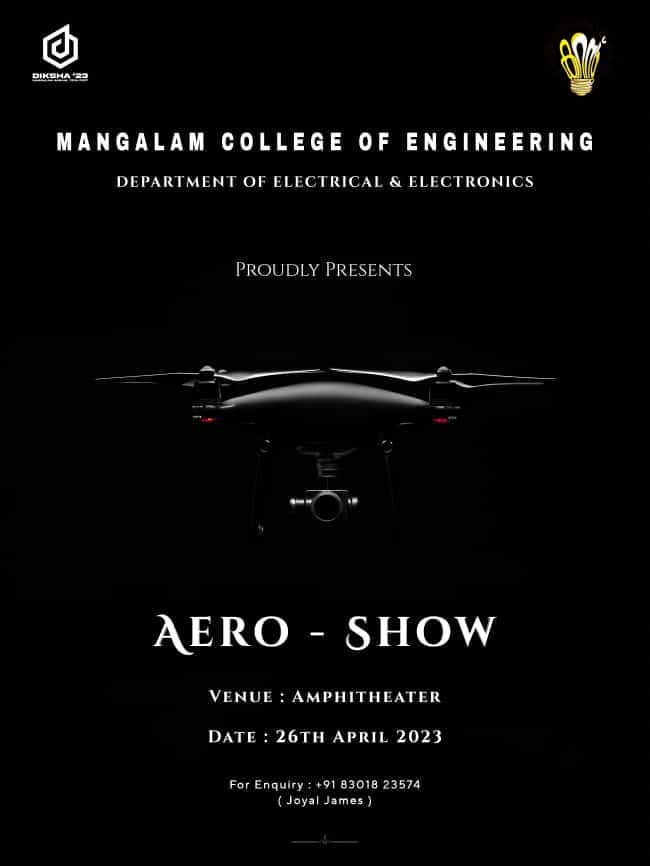 DIKSHA '23
MANGALAM COLLEGE OF ENGINEERING
DEPARTMENT OF ELECTRICAL & ELECTRONICS
PROUDLY PRESENTS
AERO - SHOW
VENUE : AMPHITHEATER
DATE : 26TH APRIL 2023
For Enquiry : +91 83018 23574
( Joyal James )